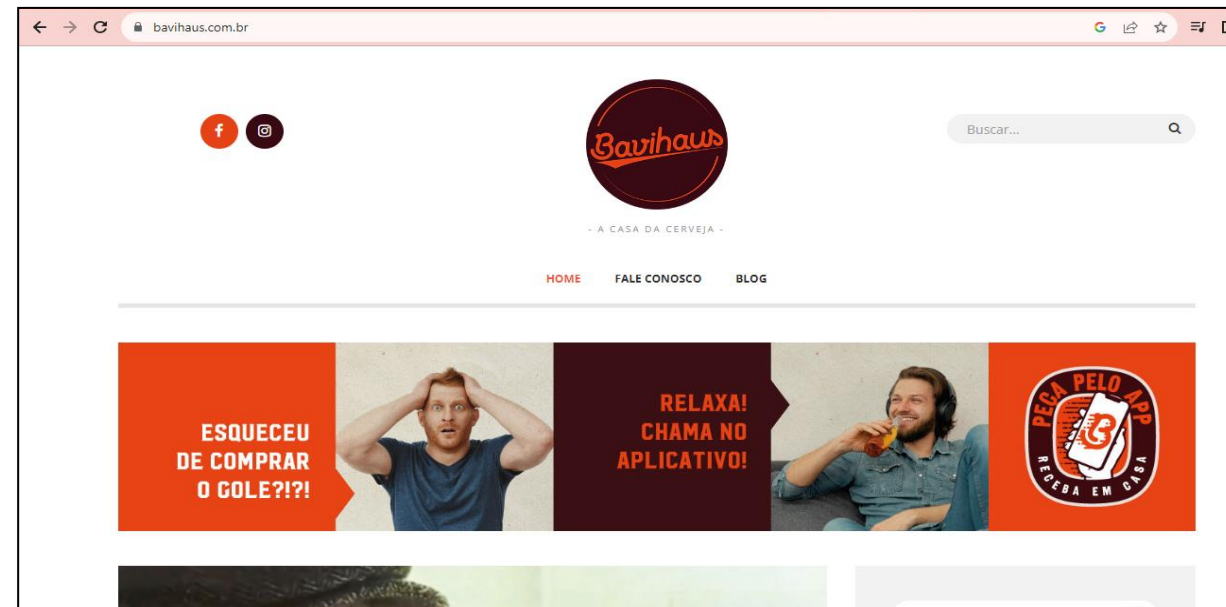 bavihaus.com.br
Buscar...
Bavihaus
- A CASA DA CERVEJA -
HOME FALE CONOSCO BLOG
ESQUECEU
DE COMPRAR
O GOLE?!?!
RELAXA!
CHAMA NO
APLICATIVO!
PEÇA PELO APP
RECEBA EM CASA